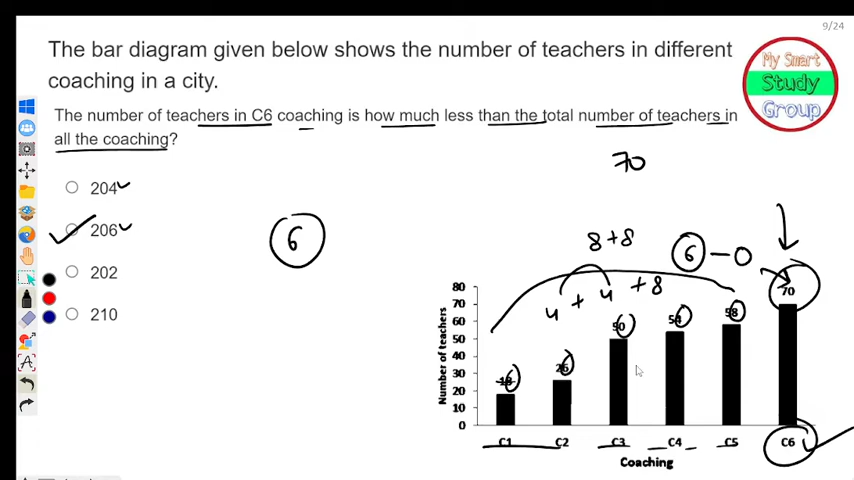 9/24
The bar diagram given below shows the number of teachers in different
coaching in a city.
My Smart
Study
Group
The number of teachers in C6 coaching is how much less than the total number of teachers in
all the coaching?
70
204
206
202
210
6
8+8
6 - 0
4 + 4 + 8
80
70
60
50
40
30
20
10
0
Number of teachers
50
54
58
70
C1
C2
C3
C4
C5
C6
Coaching